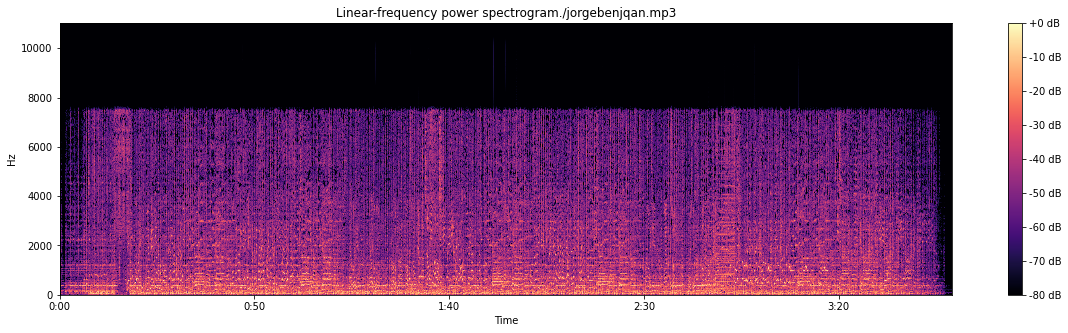 Linear-frequency power spectrogram./jorgebenjqan.mp3
10000
8000
6000
4000
2000
0
Hz
0:00
0:50
1:40
2:30
3:20
Time
+0 dB
-10 dB
-20 dB
-30 dB
-40 dB
-50 dB
-60 dB
-70 dB
-80 dB